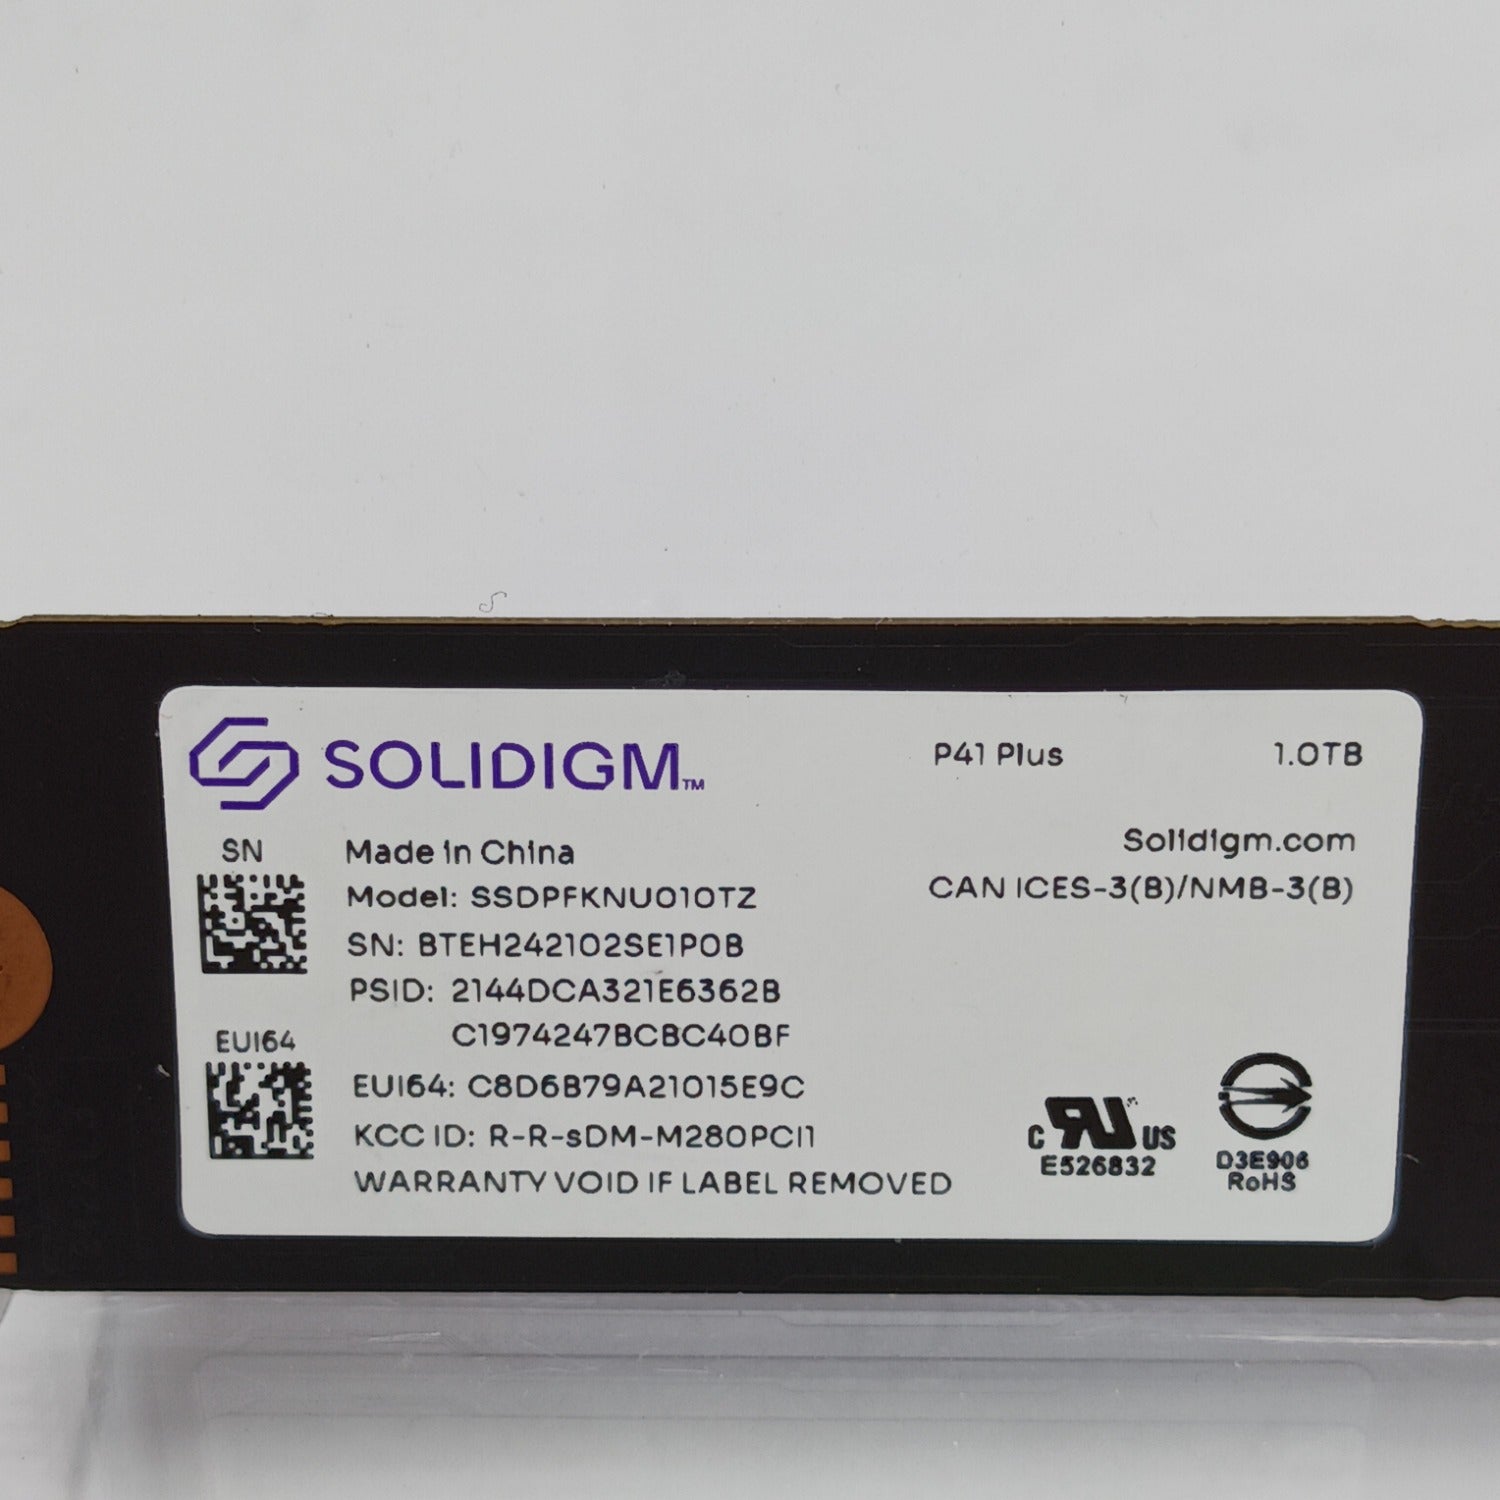 SOLIDIGM™
P41 Plus 1.0TB
SN
Made in China
Solidigm.com
Model: SSDPFKNU010TZ
CAN ICES-3(B)/NMB-3(B)
SN: BTEH242102SE1P0B
PSID: 2144DCA321E6362B
C1974247BCBC40BF
EUI64
EUI64: C8D6B79A21015E9C
KCC ID: R-R-sDM-M280PCI1
WARRANTY VOID IF LABEL REMOVED
C RU US
E526832
D3E906
RoHS